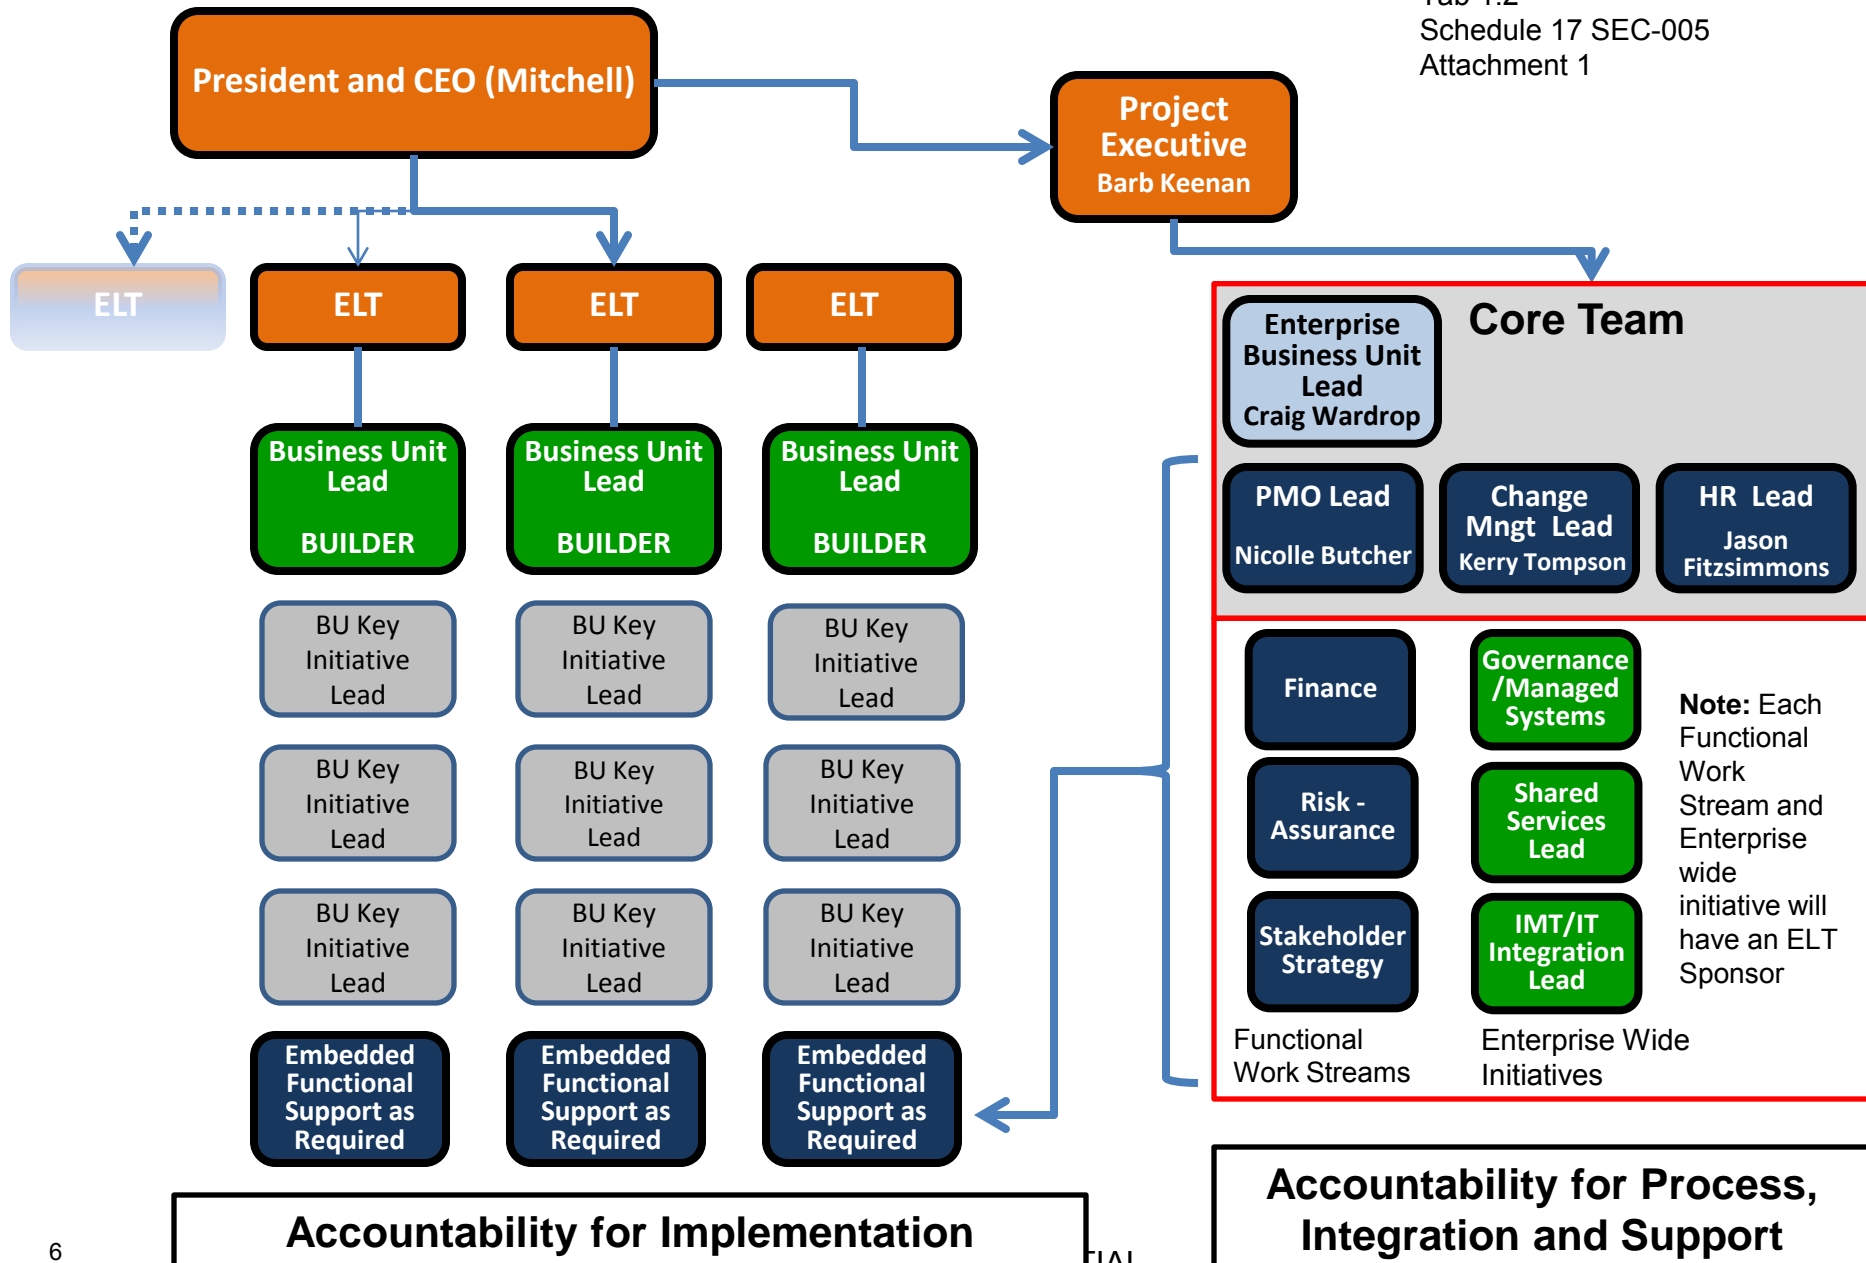 Tab 1.2
Schedule 17 SEC-005
Attachment 1
President and CEO (Mitchell)
Project
Executive
Barb Keenan
ELT
ELT
ELT
ELT
Business Unit
Lead
BUILDER
Business Unit
Lead
BUILDER
Business Unit
Lead
BUILDER
BU Key
Initiative
Lead
BU Key
Initiative
Lead
BU Key
Initiative
Lead
BU Key
Initiative
Lead
BU Key
Initiative
Lead
BU Key
Initiative
Lead
BU Key
Initiative
Lead
BU Key
Initiative
Lead
BU Key
Initiative
Lead
Embedded
Functional
Support as
Required
Embedded
Functional
Support as
Required
Embedded
Functional
Support as
Required
Accountability for Implementation
Core Team
Enterprise
Business Unit
Lead
Craig Wardrop
PMO Lead
Nicolle Butcher
Change
Mngt Lead
Kerry Tompson
HR Lead
Jason
Fitzsimmons
Finance
Risk -
Assurance
Stakeholder
Strategy
Functional
Work Streams
Governance
/Managed
Systems
Shared
Services
Lead
IMT/IT
Integration
Lead
Enterprise Wide
Initiatives
Note: Each
Functional
Work
Stream and
Enterprise
wide
initiative will
have an ELT
Sponsor
Accountability for Process,
Integration and Support
6